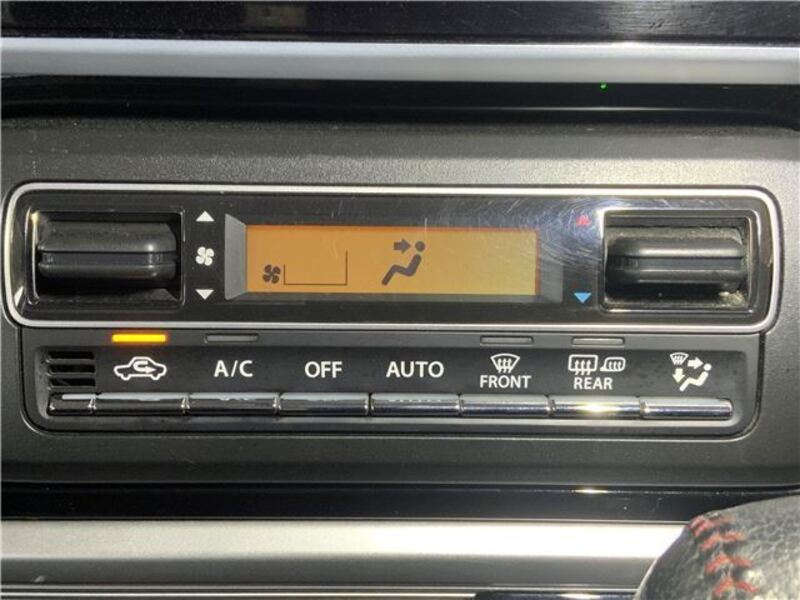 A/C OFF AUTO FRONT REAR